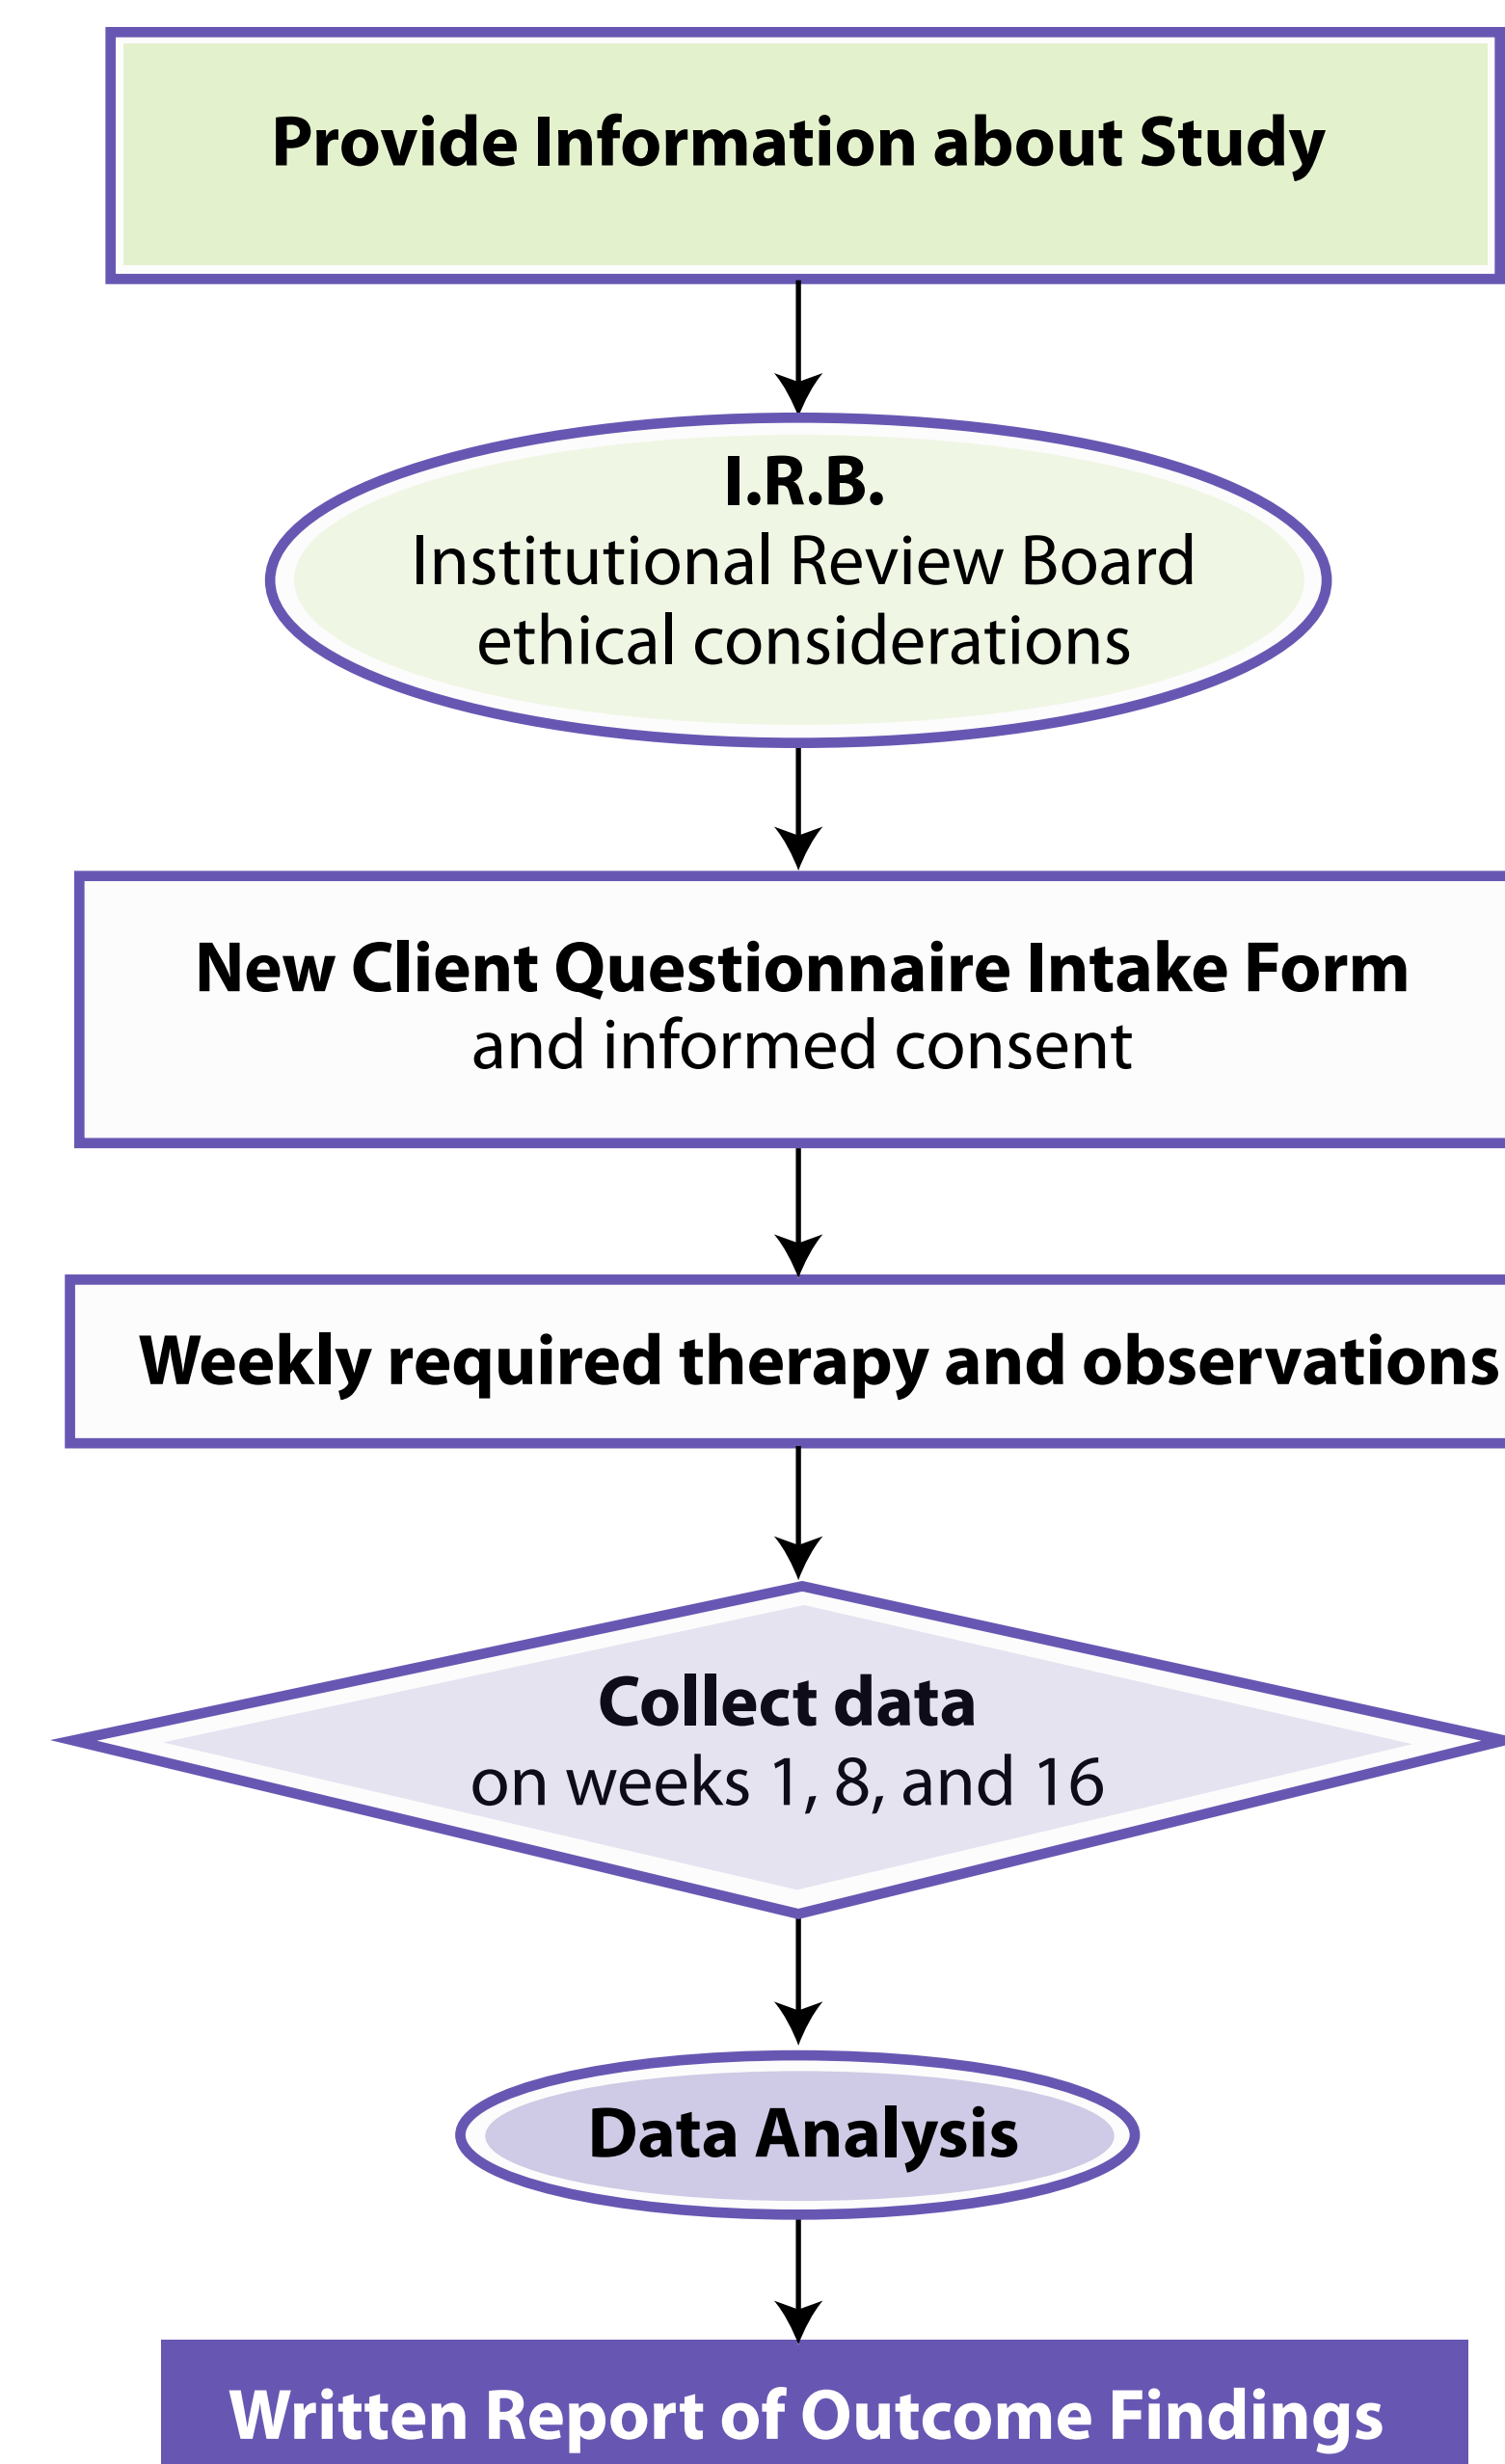 Provide Information about Study
I.R.B.
Institutional Review Board
ethical considerations
New Client Questionnaire Intake Form
and informed consent
Weekly required therapy and observations
Collect data
on weeks 1, 8, and 16
Data Analysis
Written Report of Outcome Findings